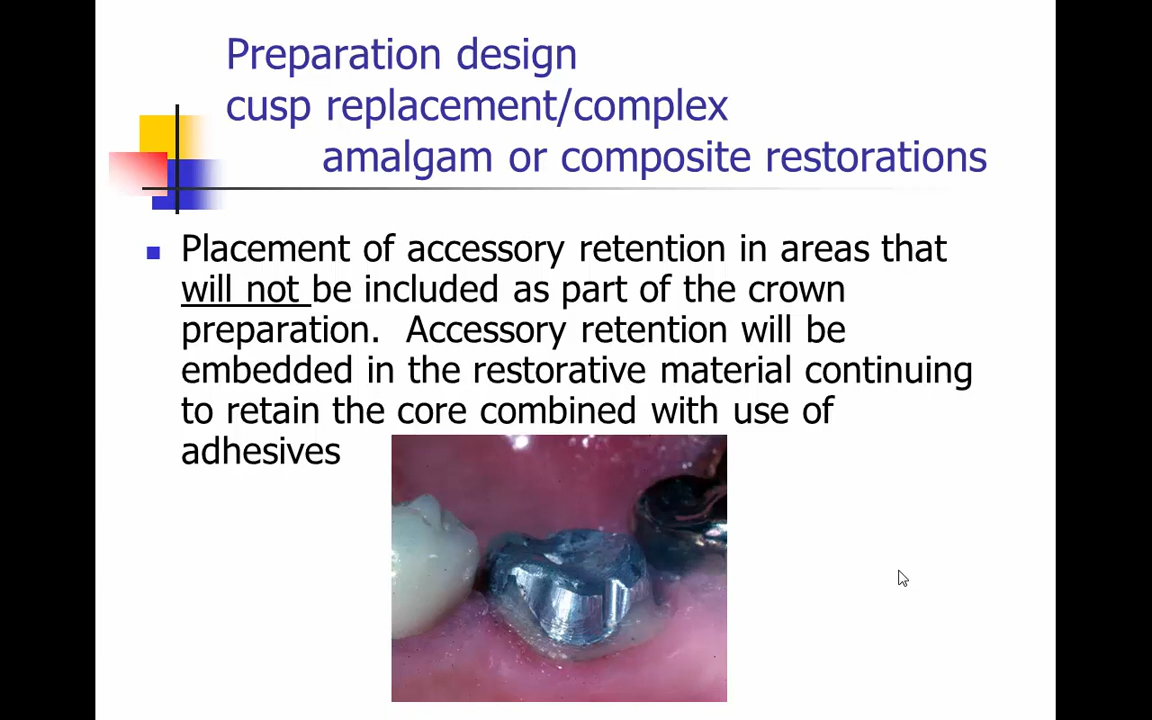 Preparation design
cusp replacement/complex
amalgam or composite restorations
Placement of accessory retention in areas that
will not be included as part of the crown
preparation.  Accessory retention will be
embedded in the restorative material continuing
to retain the core combined with use of
adhesives